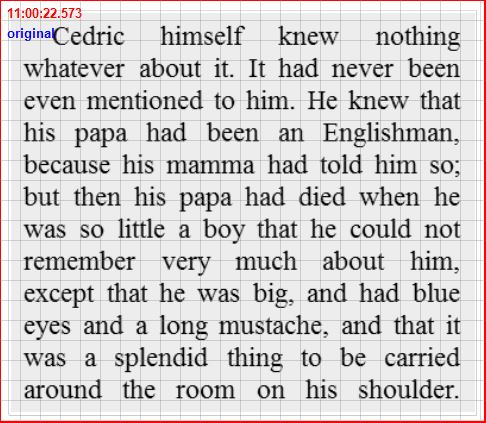 11:00:22.573
original
Cedric himself knew nothing
whatever about it. It had never been
even mentioned to him. He knew that
his papa had been an Englishman,
because his mamma had told him so;
but then his papa had died when he
was so little a boy that he could not
remember very much about him,
except that he was big, and had blue
eyes and a long mustache, and that it
was a splendid thing to be carried
around the room on his shoulder.